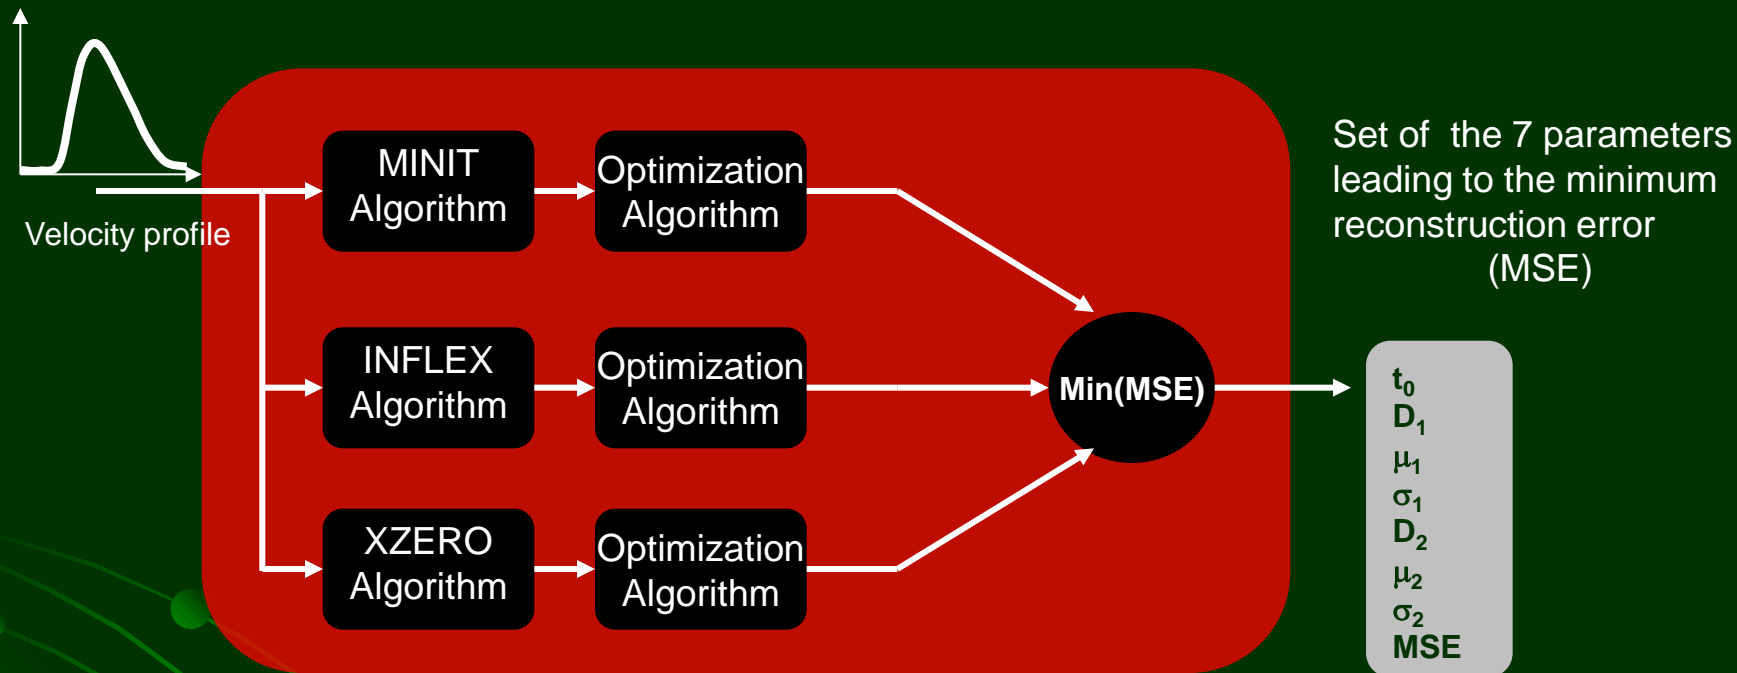 Velocity profile
MINIT
Algorithm
Optimization
Algorithm
INFLEX
Algorithm
Optimization
Algorithm
XZERO
Algorithm
Optimization
Algorithm
Min(MSE)
Set of the 7 parameters
leading to the minimum
reconstruction error
(MSE)
t₀
D₁
μ₁
σ₁
D₂
μ₂
σ₂
MSE